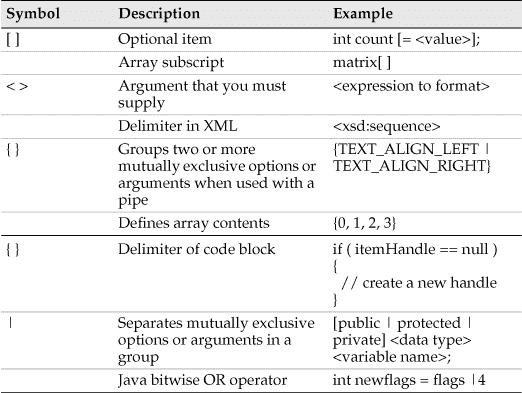 Symbol Description Example
[ ] Optional item int count [= <value>];
Array subscript matrix[ ]
< > Argument that you must <expression to format>
supply
Delimiter in XML <xsd:sequence>
{ } Groups two or more {TEXT_ALIGN_LEFT |
mutually exclusive options or TEXT_ALIGN_RIGHT}
arguments when used with a
pipe
Defines array contents {0, 1, 2, 3}
{ } Delimiter of code block if ( itemHandle == null )
{
// create a new handle
}
| Separates mutually exclusive [public | protected |
options or arguments in a private] <data type>
group <variable name>;
Java bitwise OR operator int newflags = flags |4